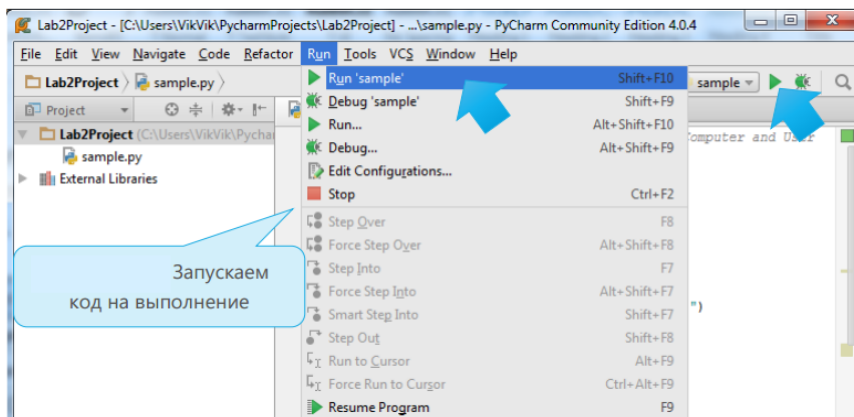 Lab2Project - [C:\Users\VikVik\PycharmProjects\Lab2Project] - ...\sample.py - PyCharm Community Edition 4.0.4
File Edit View Navigate Code Refactor Run Tools VCS Window Help
Lab2Project sample.py
sample
Project
Lab2Project (C:\Users\VikVik\Pychar
sample.py
External Libraries
Run 'sample' Shift+F10
Debug 'sample' Shift+F9
Run... Alt+Shift+F10
Debug... Alt+Shift+F9
Edit Configurations...
Stop Ctrl+F2
Step Over F8
Force Step Over Alt+Shift+F8
Step Into F7
Force Step Into Alt+Shift+F7
Smart Step Into Shift+F7
Step Out Shift+F8
Run to Cursor Alt+F9
Force Run to Cursor Ctrl+Alt+F9
Resume Program F9
Computer and User
")
Запускаем
код на выполнение